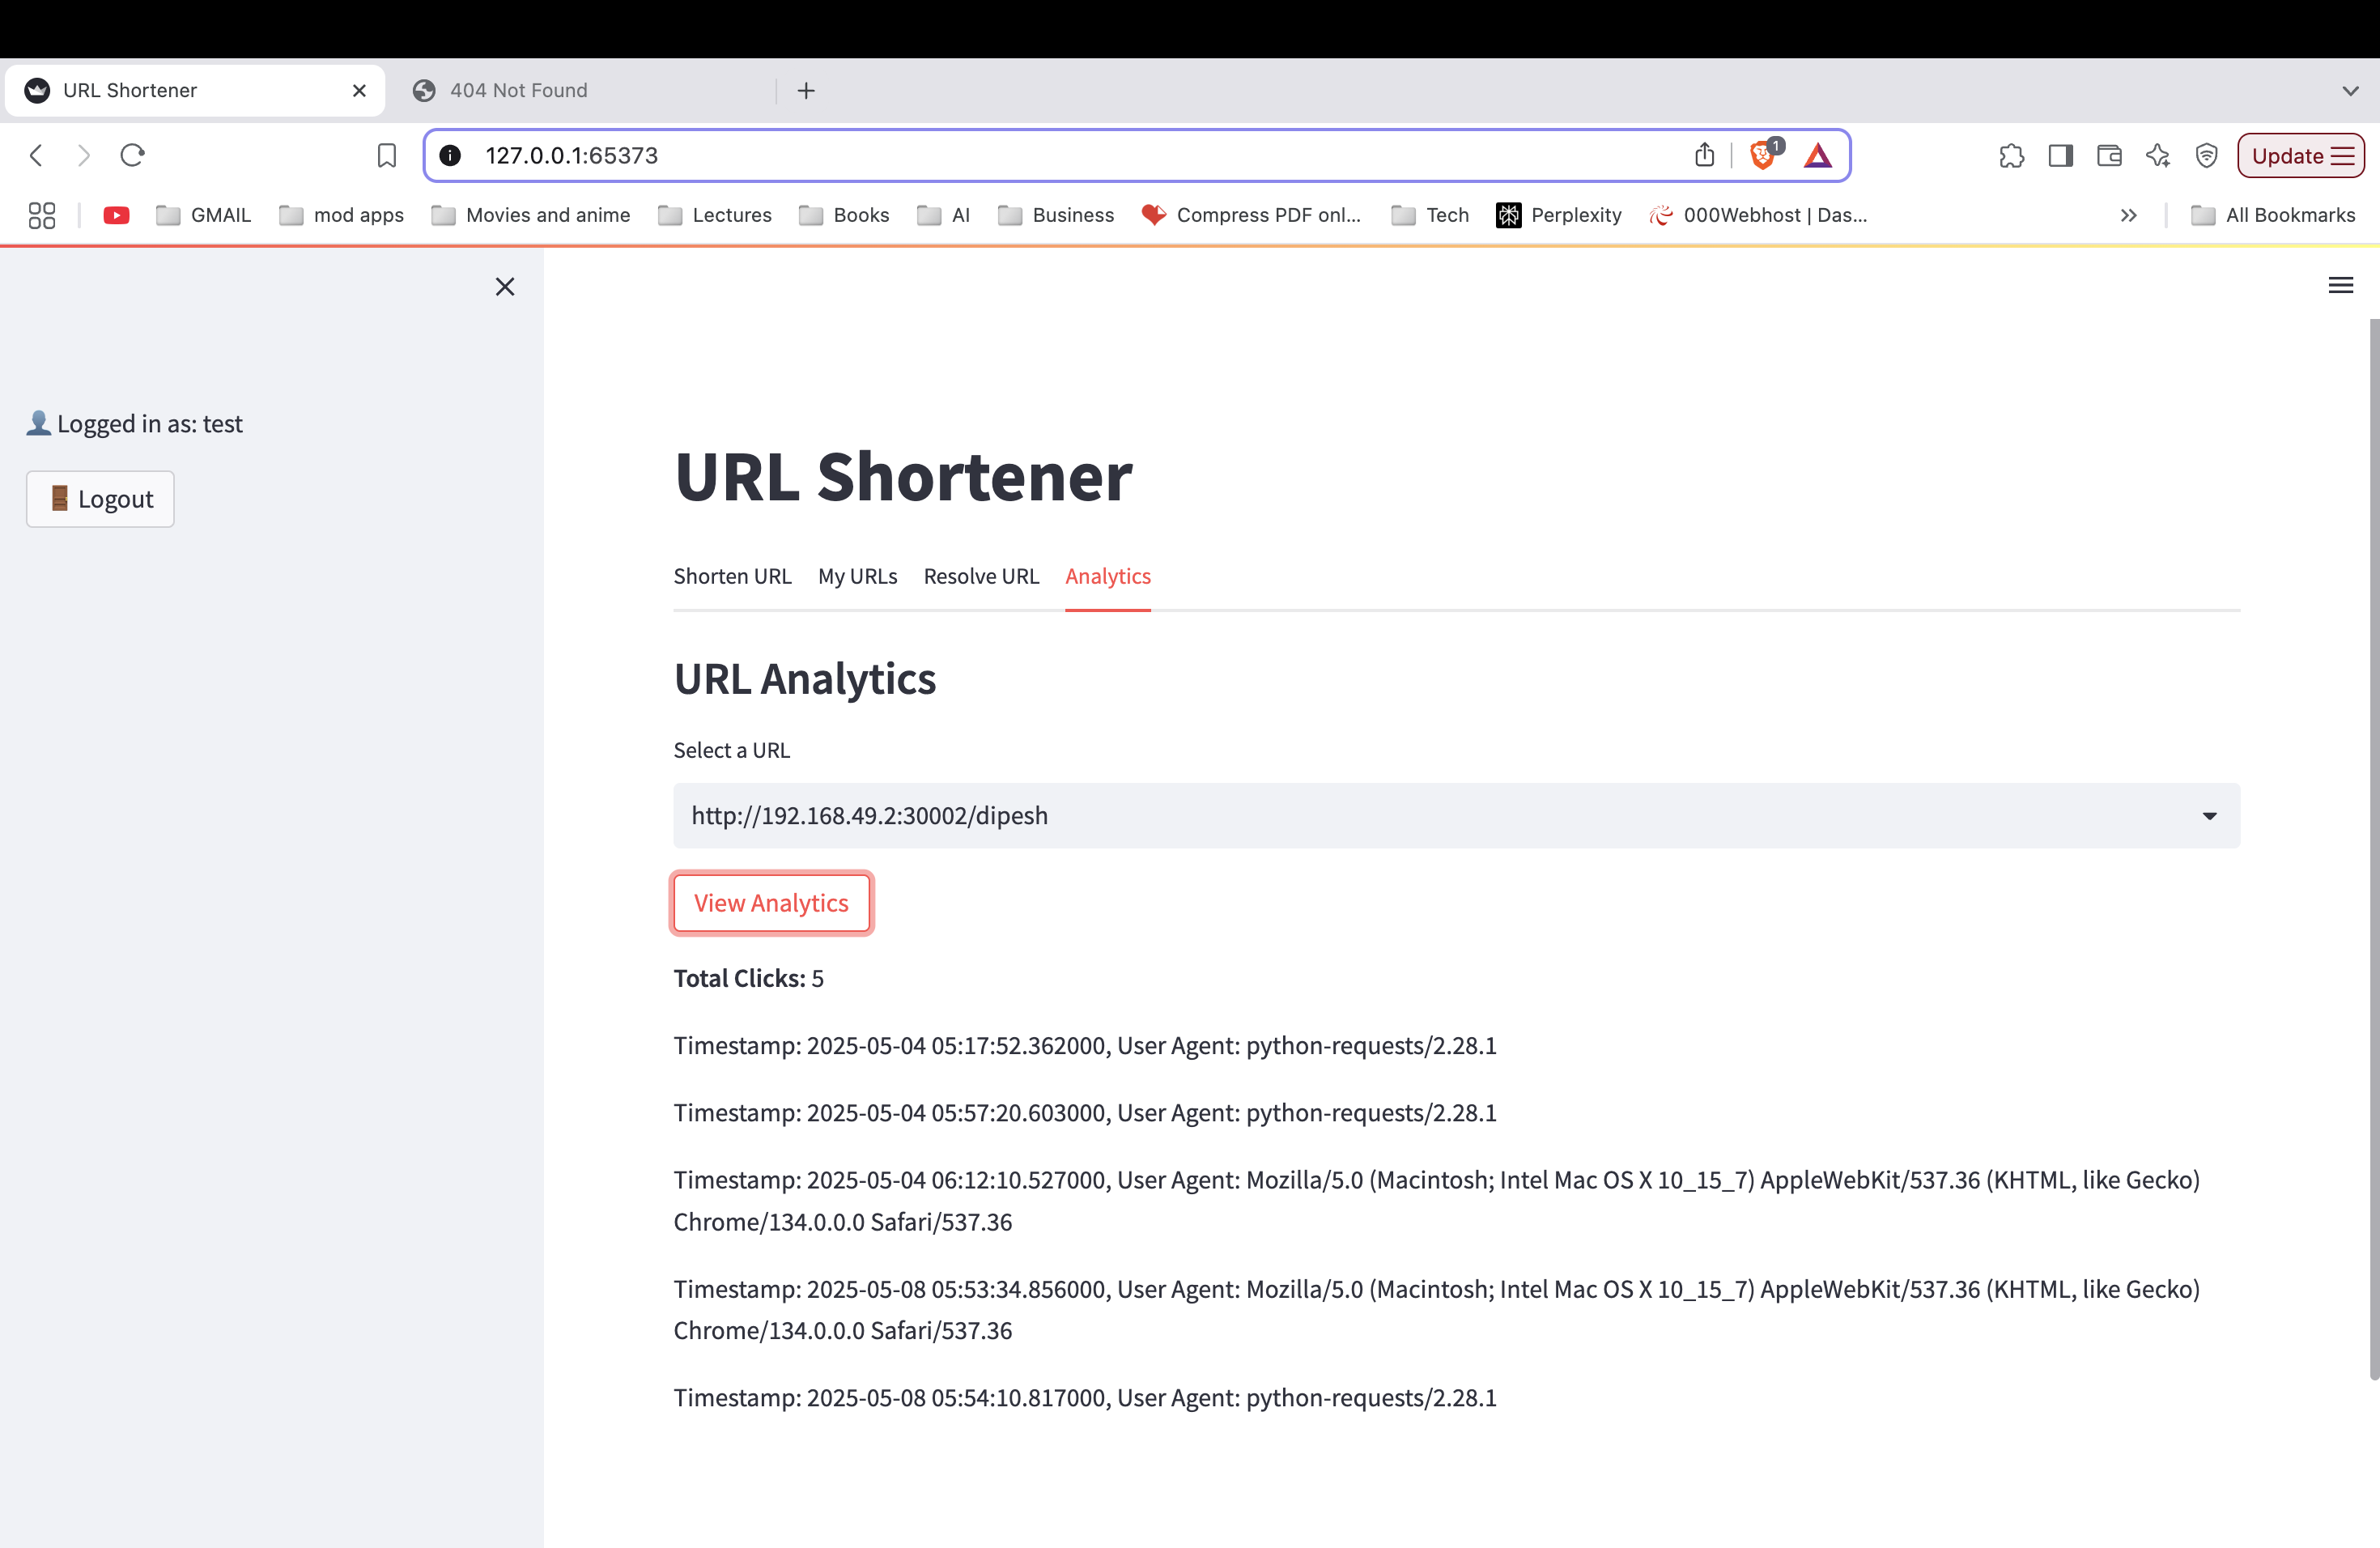 URL Shortener
404 Not Found
127.0.0.1:65373
1
Update
GMAIL
mod apps
Movies and anime
Lectures
Books
AI
Business
Compress PDF onl...
Tech
Perplexity
000Webhost | Das...
All Bookmarks
Logged in as: test
Logout
URL Shortener
Shorten URL My URLs Resolve URL Analytics
URL Analytics
Select a URL
http://192.168.49.2:30002/dipesh
View Analytics
Total Clicks: 5
Timestamp: 2025-05-04 05:17:52.362000, User Agent: python-requests/2.28.1
Timestamp: 2025-05-04 05:57:20.603000, User Agent: python-requests/2.28.1
Timestamp: 2025-05-04 06:12:10.527000, User Agent: Mozilla/5.0 (Macintosh; Intel Mac OS X 10_15_7) AppleWebKit/537.36 (KHTML, like Gecko)
Chrome/134.0.0.0 Safari/537.36
Timestamp: 2025-05-08 05:53:34.856000, User Agent: Mozilla/5.0 (Macintosh; Intel Mac OS X 10_15_7) AppleWebKit/537.36 (KHTML, like Gecko)
Chrome/134.0.0.0 Safari/537.36
Timestamp: 2025-05-08 05:54:10.817000, User Agent: python-requests/2.28.1